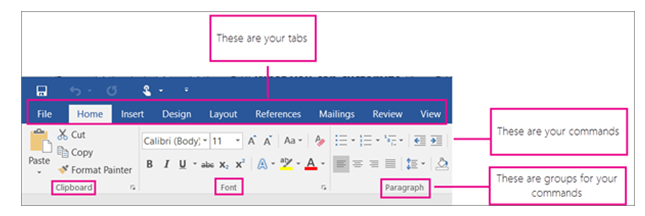 These are your tabs
File Home Insert Design Layout References Mailings Review View
These are your commands
Cut
Calibri (Body) 11 A A Aa
Copy
Paste
Format Painter
B I U abc X₂ X² A aby A
These are groups for your
commands
Clipboard Font Paragraph